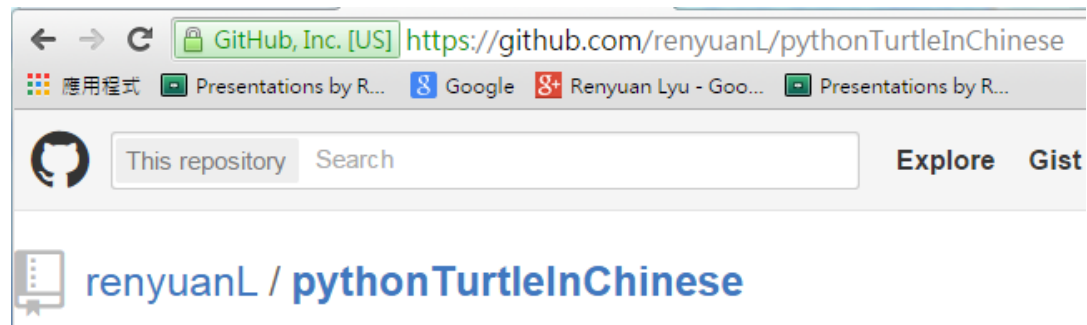 GitHub, Inc. [US] https://github.com/renyuanL/pythonTurtleInChinese
應用程式 Presentations by R... Google Renyuan Lyu - Goo... Presentations by R...
This repository Search Explore Gist
renyuanL / pythonTurtleInChinese